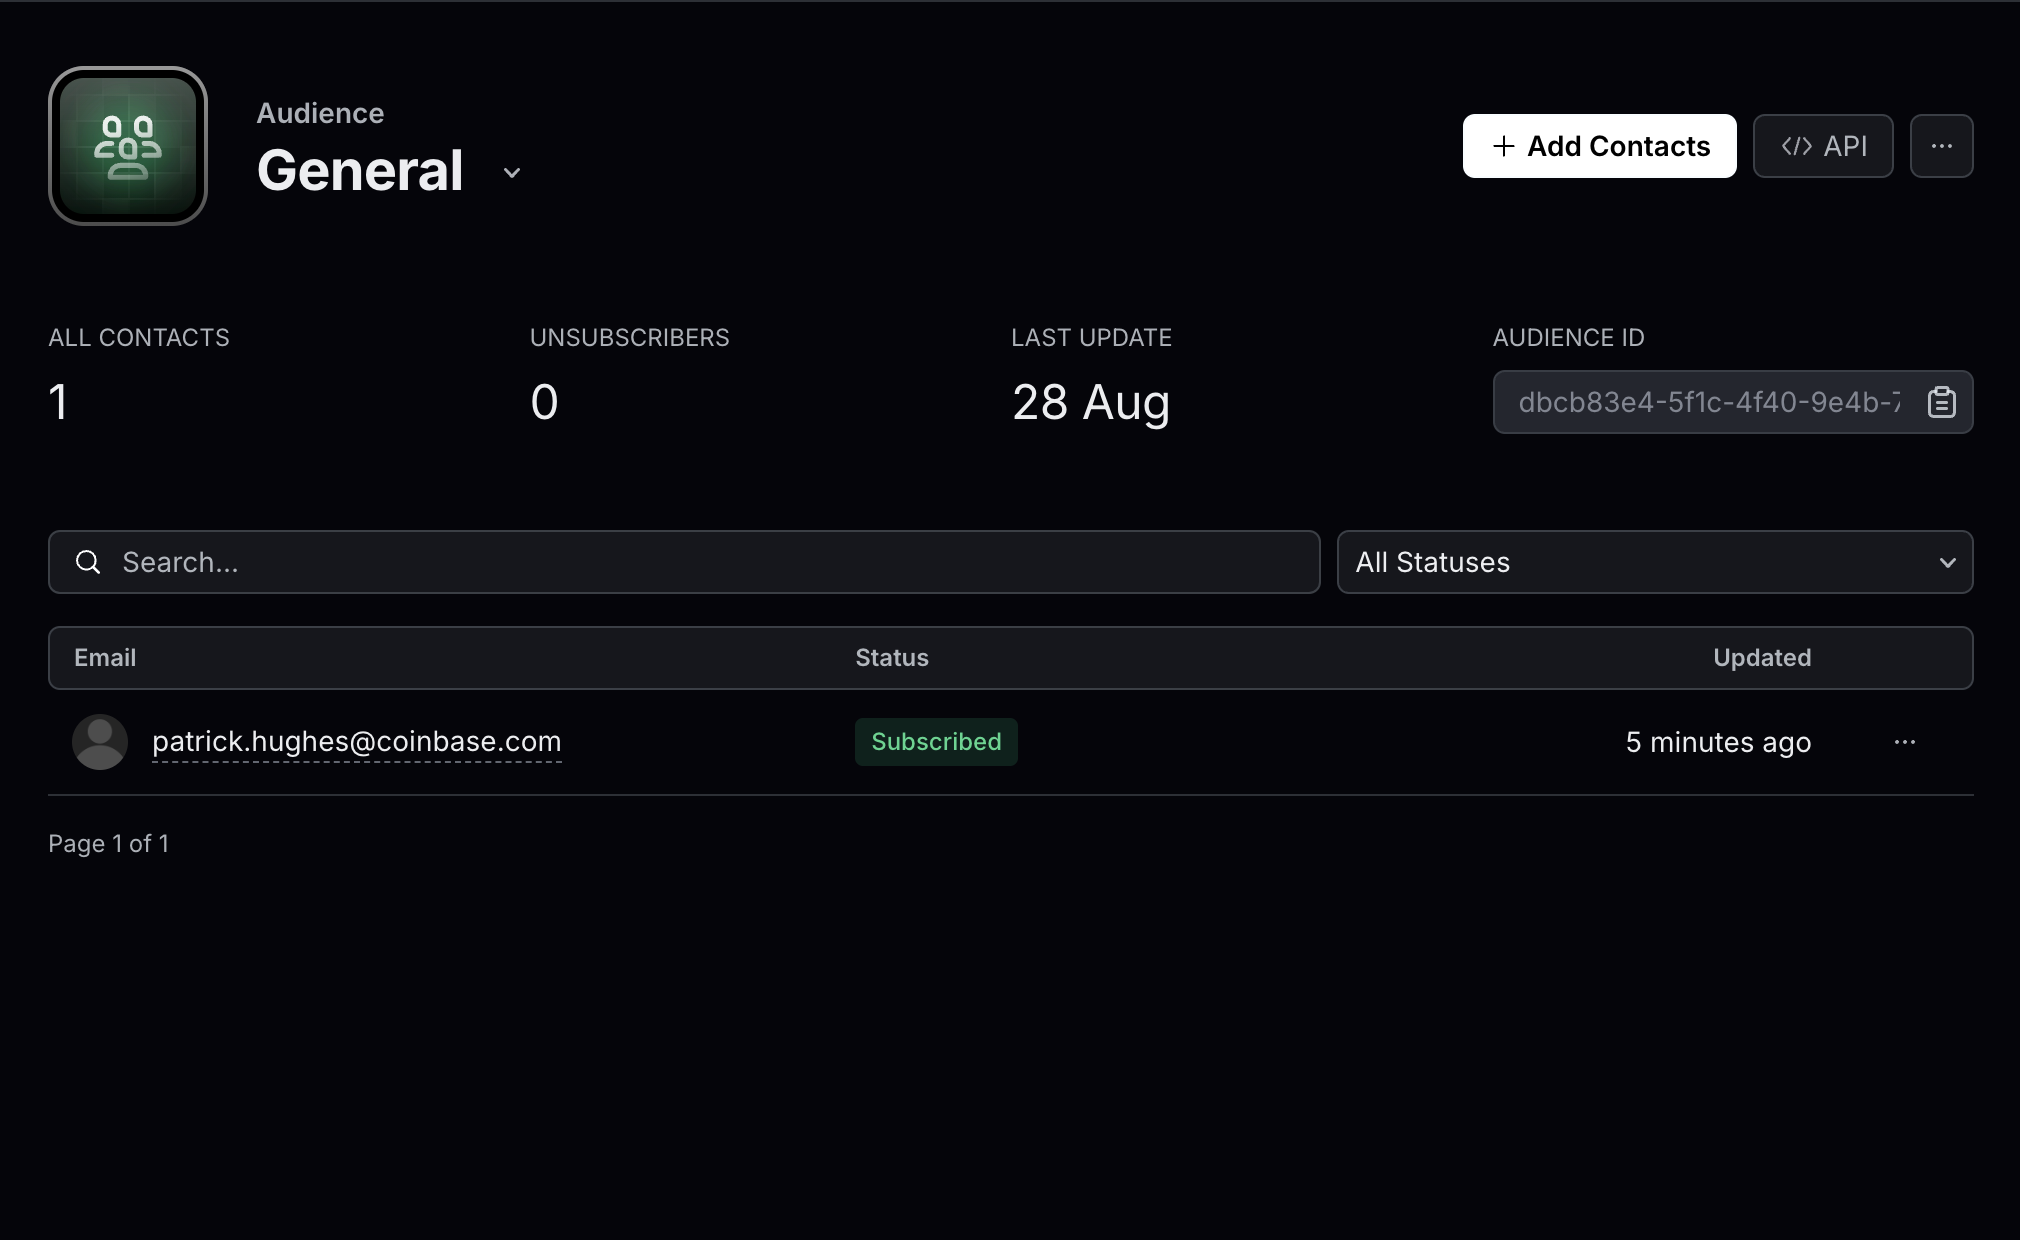 Audience
General
+ Add Contacts
</> API
ALL CONTACTS
1
UNSUBSCRIBERS
0
LAST UPDATE
28 Aug
AUDIENCE ID
dbcb83e4-5f1c-4f40-9e4b-
Search...
All Statuses
Email Status Updated
patrick.hughes@coinbase.com Subscribed 5 minutes ago
Page 1 of 1